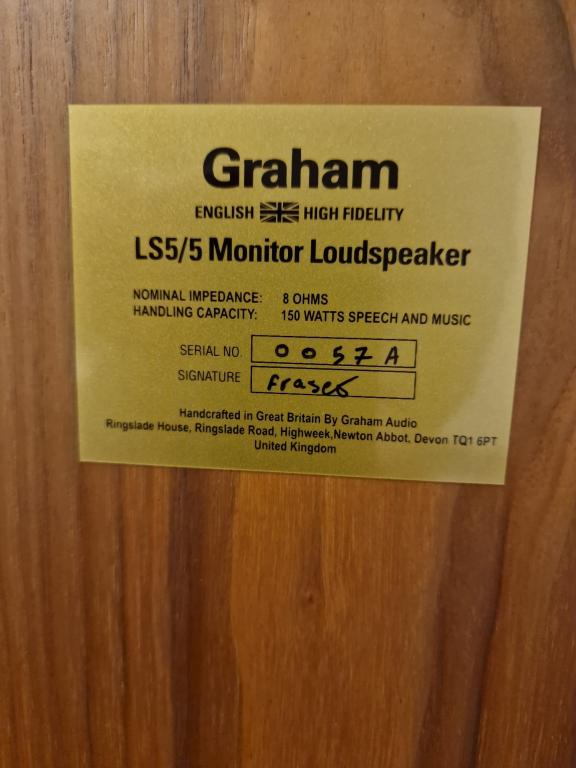 Graham
ENGLISH HIGH FIDELITY
LS5/5 Monitor Loudspeaker
NOMINAL IMPEDANCE: 8 OHMS
HANDLING CAPACITY: 150 WATTS SPEECH AND MUSIC
SERIAL NO. 0057A
SIGNATURE Fraser
Handcrafted in Great Britain By Graham Audio
Ringslade House, Ringslade Road, Highweek,Newton Abbot, Devon TQ1 6PT
United Kingdom